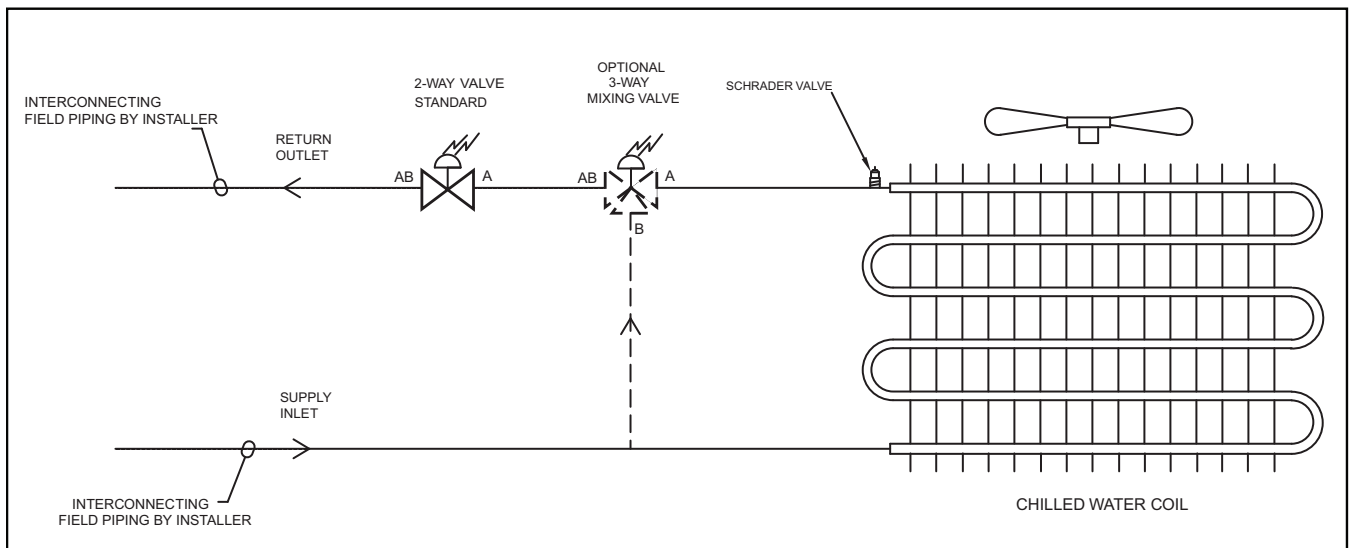 OPTIONAL
3-WAY
MIXING VALVE
2-WAY VALVE
STANDARD
SCHRADER VALVE
INTERCONNECTING
FIELD PIPING BY INSTALLER
RETURN
OUTLET
AB
A
AB
A
B
SUPPLY
INLET
INTERCONNECTING
FIELD PIPING BY INSTALLER
CHILLED WATER COIL